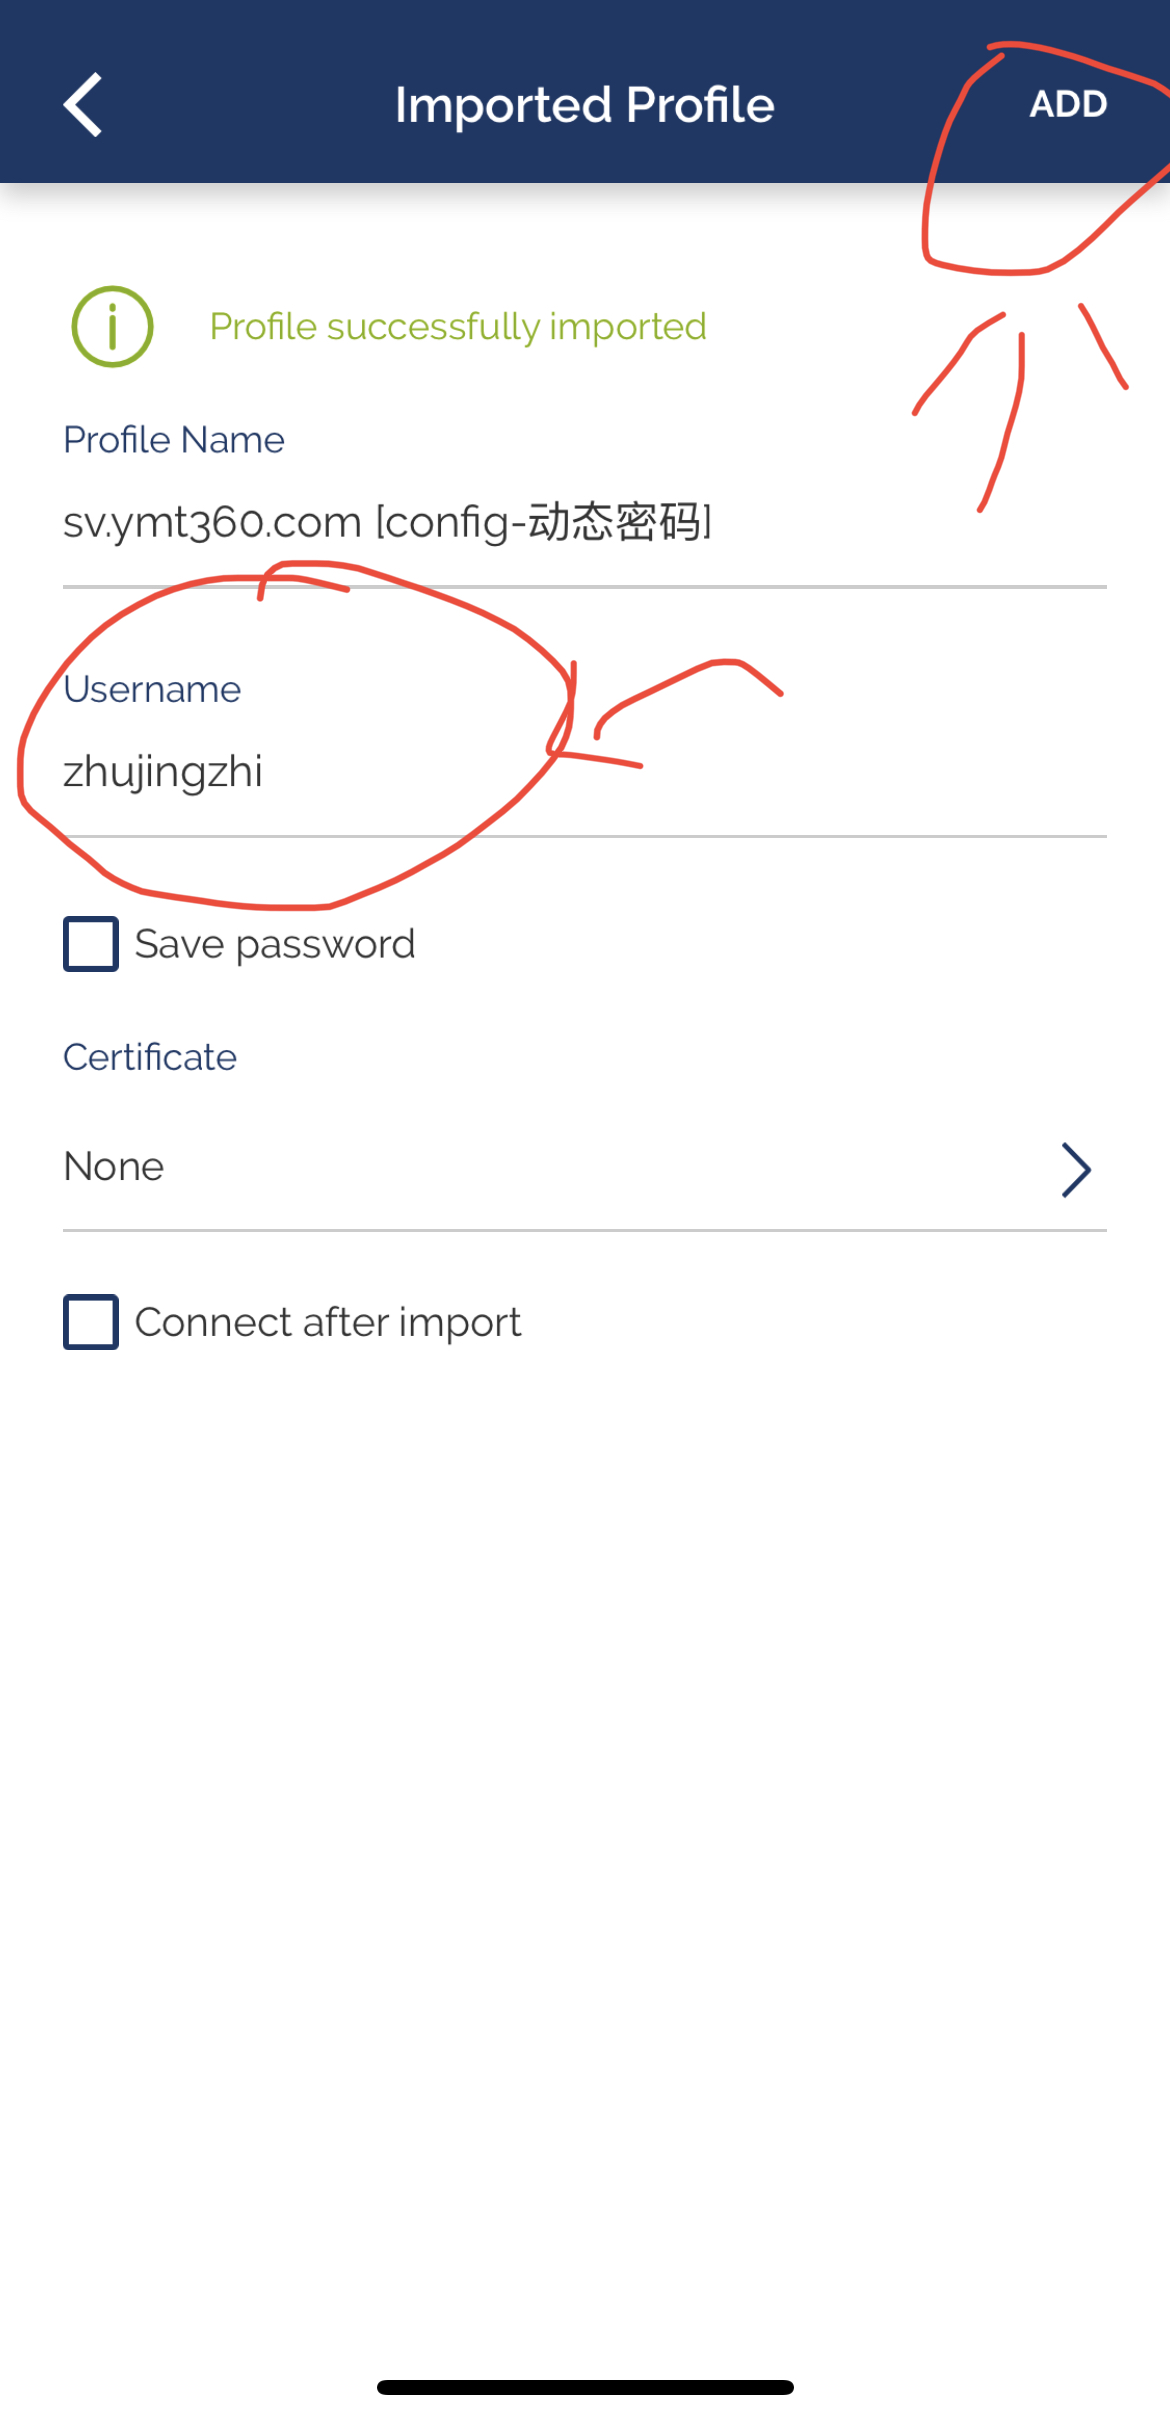 Imported Profile
ADD
Profile successfully imported
Profile Name
sv.ymt360.com [config-动态密码]
Username
zhujingzhi
Save password
Certificate
None
Connect after import